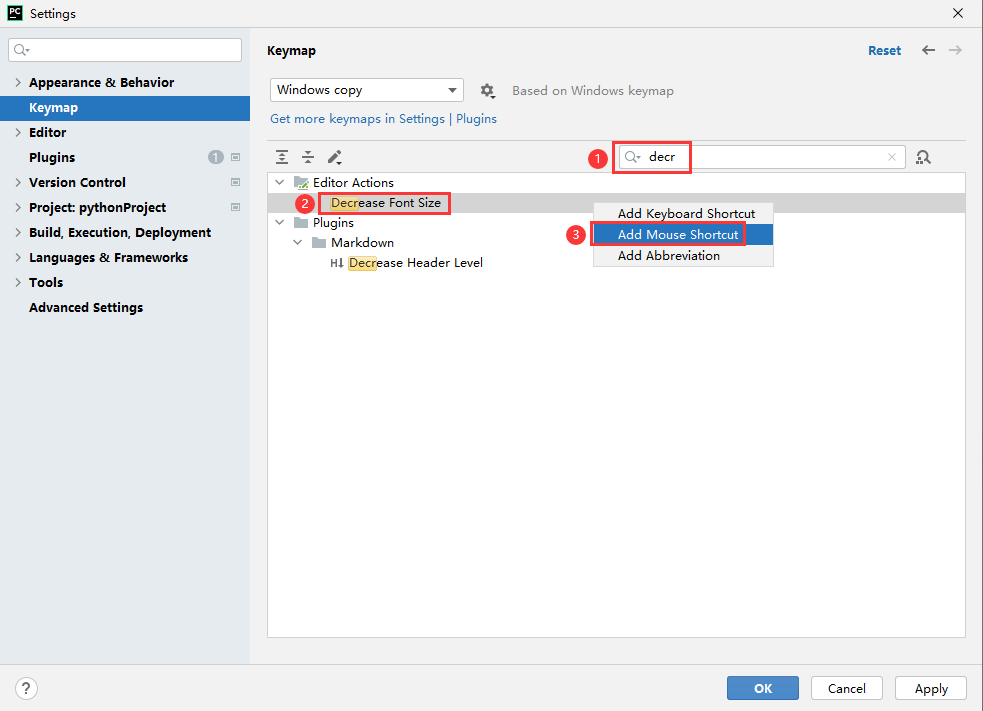 PC Settings
Appearance & Behavior
Keymap
Editor
Plugins 1
Version Control
Project: pythonProject
Build, Execution, Deployment
Languages & Frameworks
Tools
Advanced Settings
Keymap Reset
Windows copy Based on Windows keymap
Get more keymaps in Settings | Plugins
1 decr
Editor Actions
2 Decrease Font Size
Plugins
Markdown
H↓ Decrease Header Level
Add Keyboard Shortcut
3 Add Mouse Shortcut
Add Abbreviation
? OK Cancel Apply